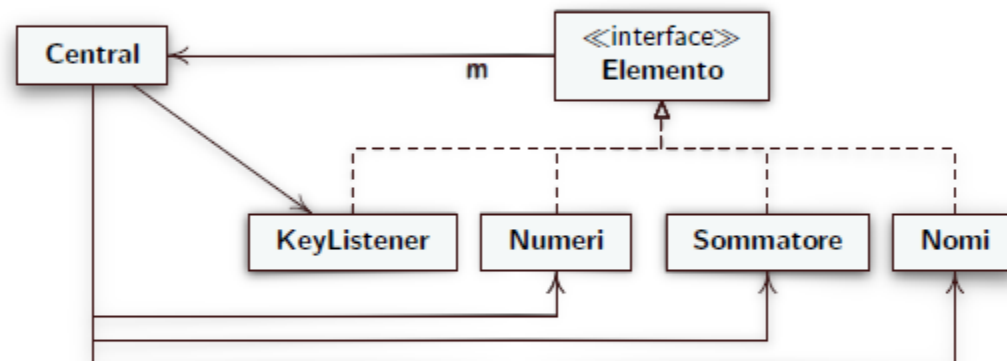 Central
≪interface≫
Elemento
m
KeyListener
Numeri
Sommatore
Nomi